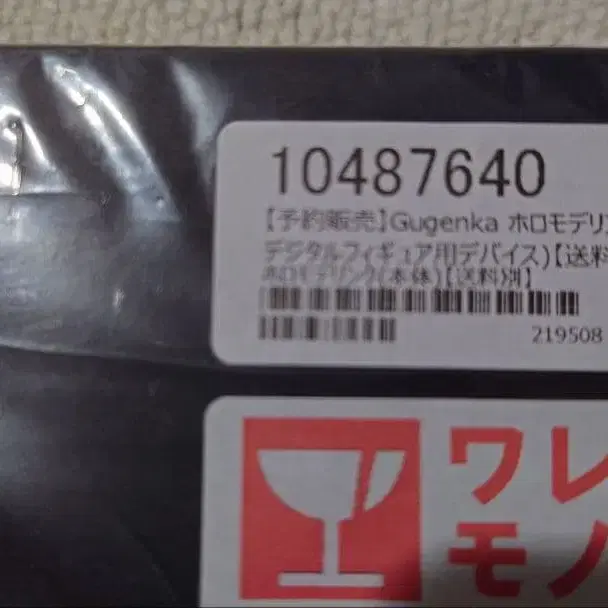 10487640
【予約販売】Gugenka ホロモデリ
デジタルフィギュア用デバイス)【送料
ホロモデリンク(本体)【送料別】
219508
ワレ
モノ